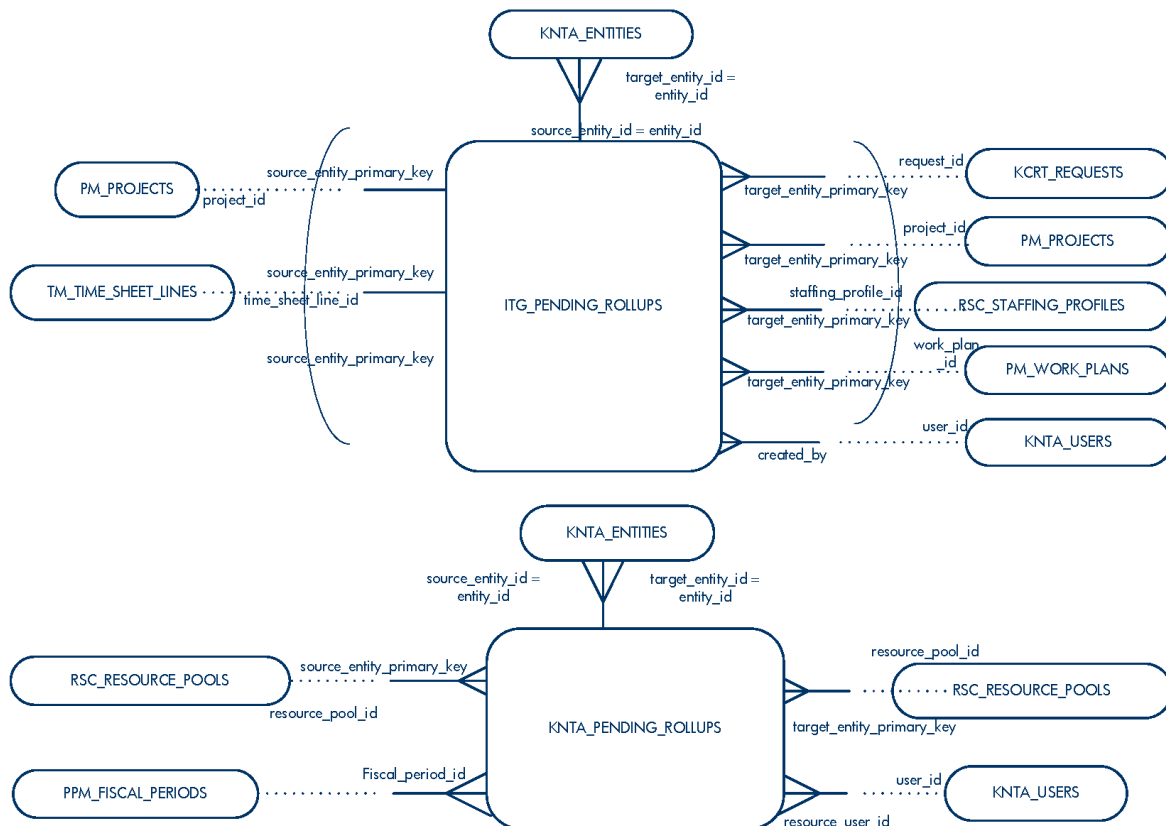 KNTA_ENTITIES
target_entity_id =
entity_id
source_entity_id = entity_id
source_entity_primary_key
PM_PROJECTS
project_id
source_entity_primary_key
TM_TIME_SHEET_LINES
time_sheet_line_id
source_entity_primary_key
ITG_PENDING_ROLLUPS
request_id
KCRT_REQUESTS
target_entity_primary_key
project_id
PM_PROJECTS
target_entity_primary_key
staffing_profile_id
RSC_STAFFING_PROFILES
target_entity_primary_key
work_plan
_id
PM_WORK_PLANS
target_entity_primary_key
user_id
KNTA_USERS
created_by
KNTA_ENTITIES
source_entity_id =
entity_id
target_entity_id =
entity_id
source_entity_primary_key
RSC_RESOURCE_POOLS
resource_pool_id
resource_pool_id
RSC_RESOURCE_POOLS
target_entity_primary_key
KNTA_PENDING_ROLLUPS
Fiscal_period_id
PPM_FISCAL_PERIODS
user_id
KNTA_USERS
resource_user_id